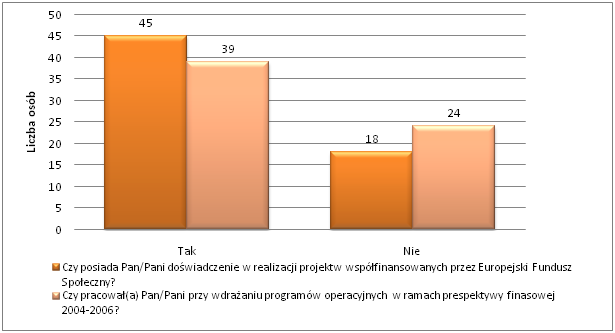 50
45
40
35
30
25
20
15
10
5
0
Liczba osób
45
39
18
24
Tak
Nie
Czy posiada Pan/Pani doświadczenie w realizacji projektw współfinansowanych przez Europejski Fundusz
Społeczny?
Czy pracował(a) Pan/Pani przy wdrażaniu programów operacyjnych w ramach prespektywy finasowej
2004-2006?